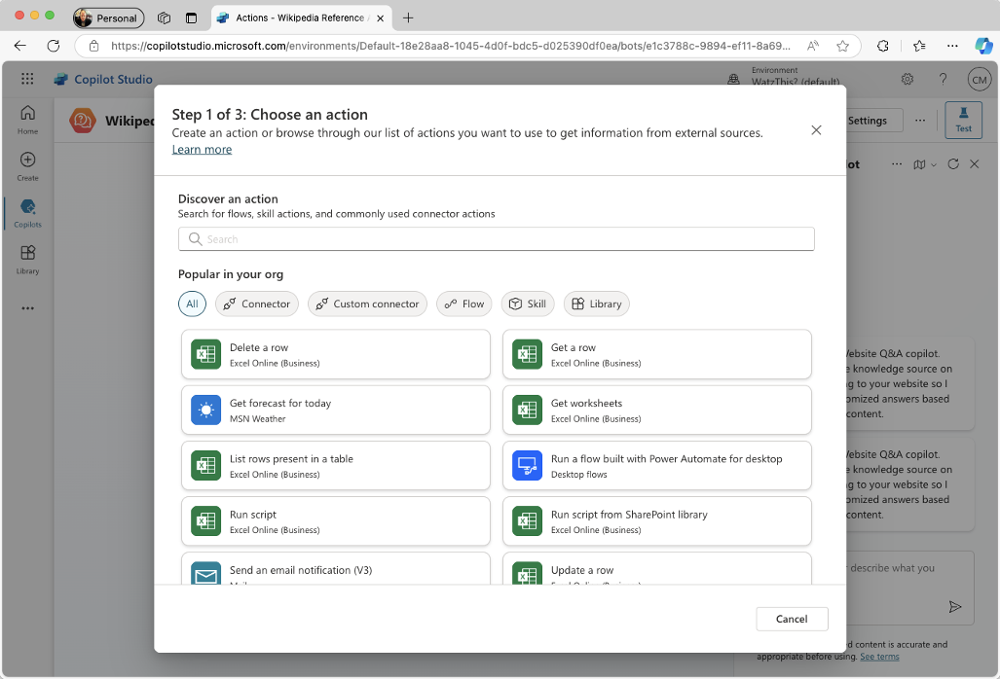 Personal
Actions - Wikipedia Reference
https://copilotstudio.microsoft.com/environments/Default-18e28aa8-1045-4d0f-bdc5-d025390df0ea/bots/e1c3788c-9894-ef11-8a69...
Copilot Studio
Environment
WatzThis? (default)
CM
Home
Create
Copilots
Library
Settings
Test
Step 1 of 3: Choose an action
Create an action or browse through our list of actions you want to use to get information from external sources.
Learn more
Discover an action
Search for flows, skill actions, and commonly used connector actions
Search
Popular in your org
All
Connector
Custom connector
Flow
Skill
Library
Delete a row
Excel Online (Business)
Get a row
Excel Online (Business)
Get forecast for today
MSN Weather
Get worksheets
Excel Online (Business)
List rows present in a table
Excel Online (Business)
Run a flow built with Power Automate for desktop
Desktop flows
Run script
Excel Online (Business)
Run script from SharePoint library
Excel Online (Business)
Send an email notification (V3)
Update a row
Cancel
Website Q&A copilot.
e knowledge source on
g to your website so I
omized answers based
content.
Website Q&A copilot.
e knowledge source on
g to your website so I
omized answers based
content.
describe what you
d content is accurate and
appropriate before using. See terms